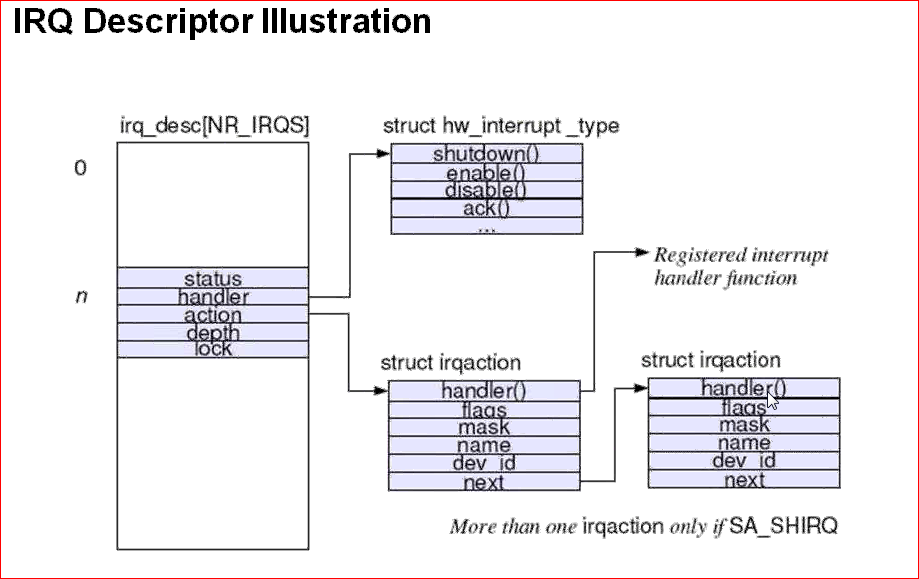 IRQ Descriptor Illustration
irq_desc[NR_IRQS]
struct hw_interrupt _type
0
shutdown()
enable()
disable()
ack()
...
n
status
handler
action
depth
lock
Registered interrupt
handler function
struct irqaction
handler()
flags
mask
name
dev_id
next
struct irqaction
handler()
flags
mask
name
dev_id
next
More than one irqaction only if SA_SHIRQ